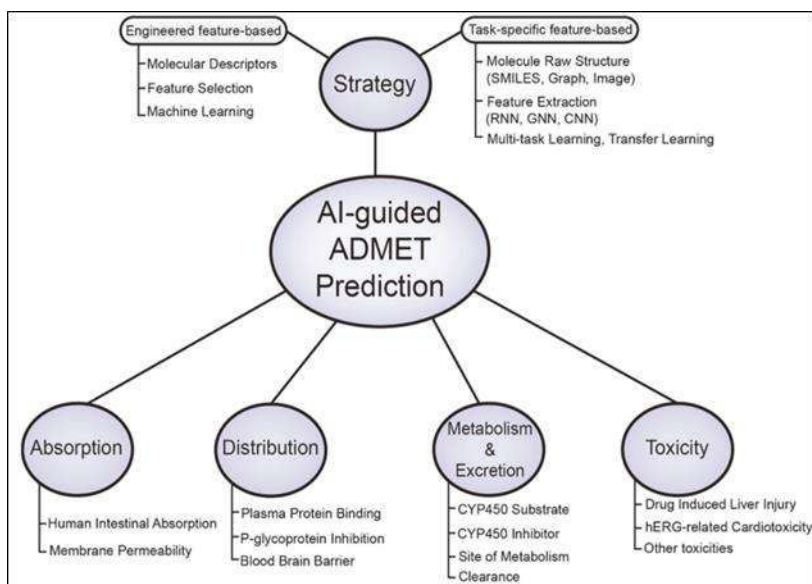 Engineered feature-based
Molecular Descriptors
Feature Selection
Machine Learning
Strategy
Task-specific feature-based
Molecule Raw Structure
(SMILES, Graph, Image)
Feature Extraction
(RNN, GNN, CNN)
Multi-task Learning, Transfer Learning
AI-guided
ADMET
Prediction
Absorption
Human Intestinal Absorption
Membrane Permeability
Distribution
Plasma Protein Binding
P-glycoprotein Inhibition
Blood Brain Barrier
Metabolism
&
Excretion
CYP450 Substrate
CYP450 Inhibitor
Site of Metabolism
Clearance
Toxicity
Drug Induced Liver Injury
hERG-related Cardiotoxicity
Other toxicities